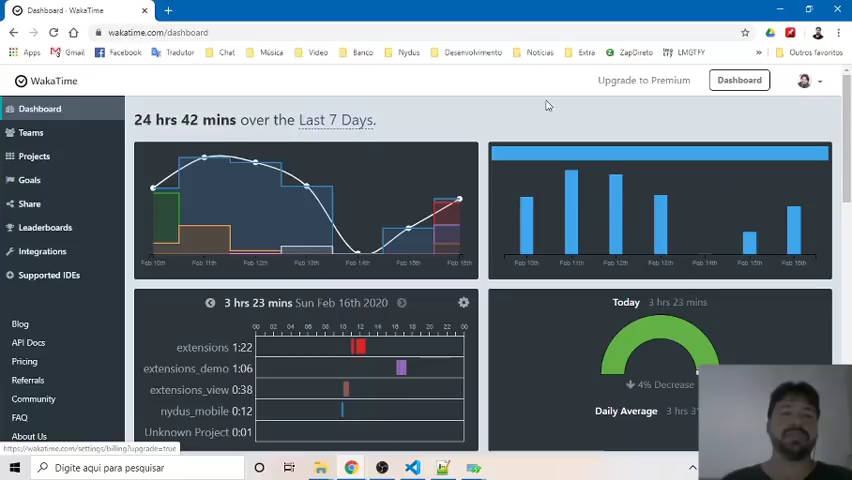 Dashboard - WakaTime
wakatime.com/dashboard
Apps Gmail Facebook Tradutor Chat Música Video Banco Nydus Desenvolvimento Notícias Extra ZapDireto LMGTFY » Outros favoritos
WakaTime Upgrade to Premium Dashboard
Dashboard
Teams
Projects
Goals
Share
Leaderboards
Integrations
Supported IDEs
Blog
API Docs
Pricing
Referrals
Community
FAQ
About Us
https://wakatime.com/settings/billing?upgrade=true
24 hrs 42 mins over the Last 7 Days.
Feb 10th Feb 11th Feb 12th Feb 13th Feb 14th Feb 15th Feb 16th
Feb 10th Feb 11th Feb 12th Feb 13th Feb 14th Feb 15th Feb 16th
3 hrs 23 mins Sun Feb 16th 2020
00 02 04 06 08 10 12 14 16 18 20 22 00
extensions 1:22
extensions_demo 1:06
extensions_view 0:38
nydus_mobile 0:12
Unknown Project 0:01
Today 3 hrs 23 mins
4% Decrease
Daily Average 3 hrs
Digite aqui para pesquisar